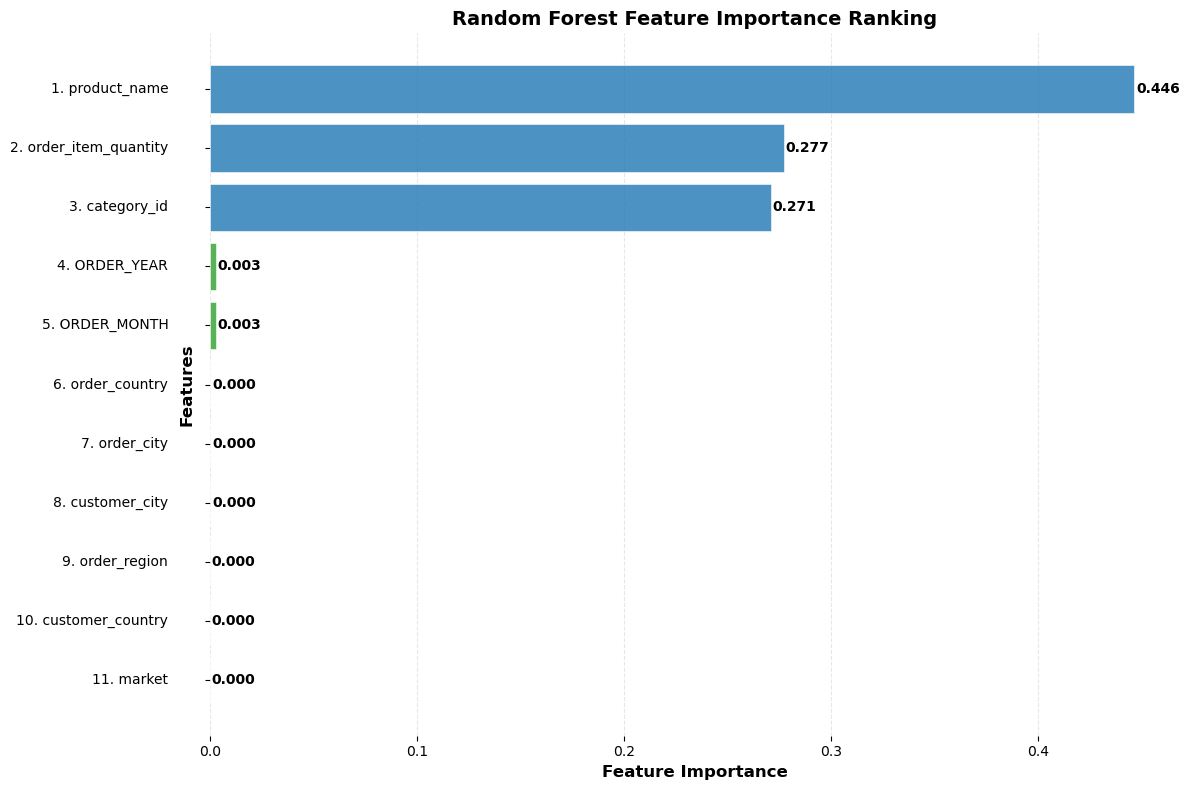 Random Forest Feature Importance Ranking
1. product_name 0.446
2. order_item_quantity 0.277
3. category_id 0.271
4. ORDER_YEAR 0.003
5. ORDER_MONTH 0.003
Features
6. order_country 0.000
7. order_city 0.000
8. customer_city 0.000
9. order_region 0.000
10. customer_country 0.000
11. market 0.000
0.0 0.1 0.2 0.3 0.4
Feature Importance